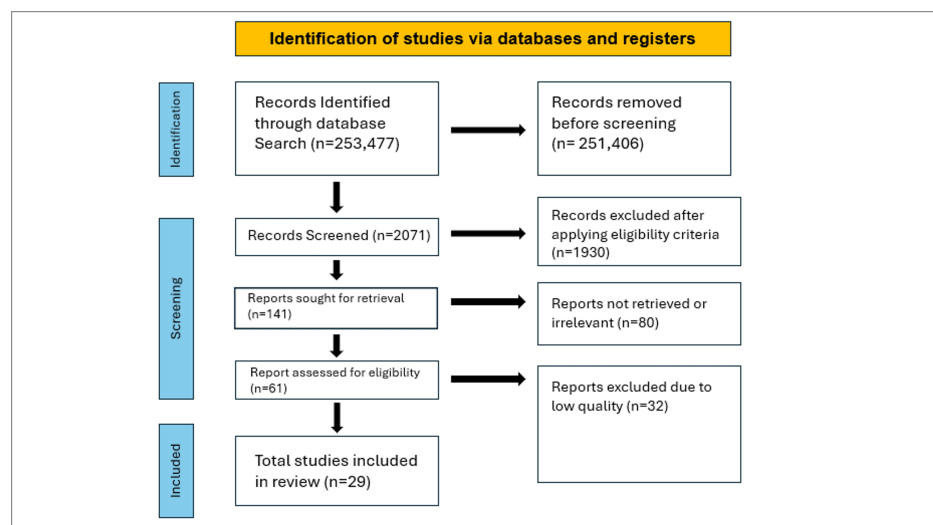 Identification of studies via databases and registers
Identification
Records Identified
through database
Search (n=253,477)
Records removed
before screening
(n= 251,406)
Screening
Records Screened (n=2071)
Records excluded after
applying eligibility criteria
(n=1930)
Reports sought for retrieval
(n=141)
Reports not retrieved or
irrelevant (n=80)
Report assessed for eligibility
(n=61)
Reports excluded due to
low quality (n=32)
Included
Total studies included
in review (n=29)